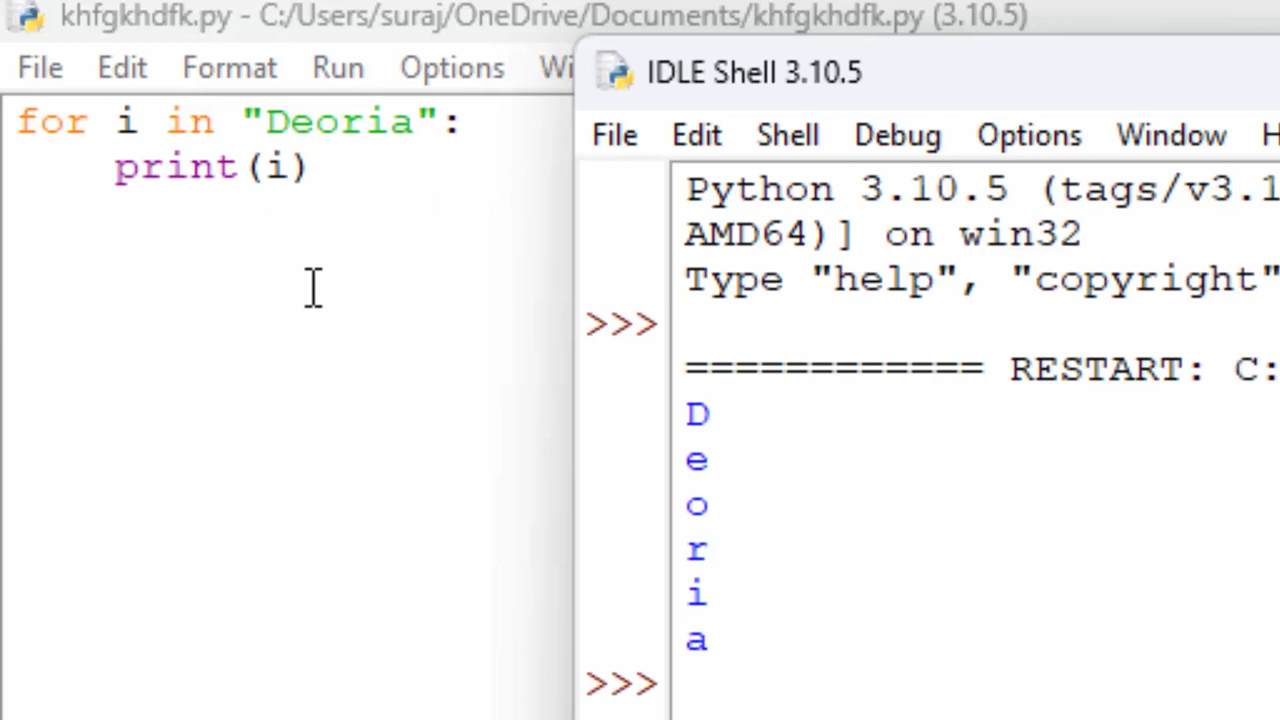 khfgkhdfk.py - C:/Users/suraj/OneDrive/Documents/khfgkhdfk.py (3.10.5)
File Edit Format Run Options Wi
for i in "Deoria":
    print(i)
IDLE Shell 3.10.5
File Edit Shell Debug Options Window H
Python 3.10.5 (tags/v3.1
AMD64)] on win32
Type "help", "copyright"
>>>
============ RESTART: C:
D
e
o
r
i
a
>>>